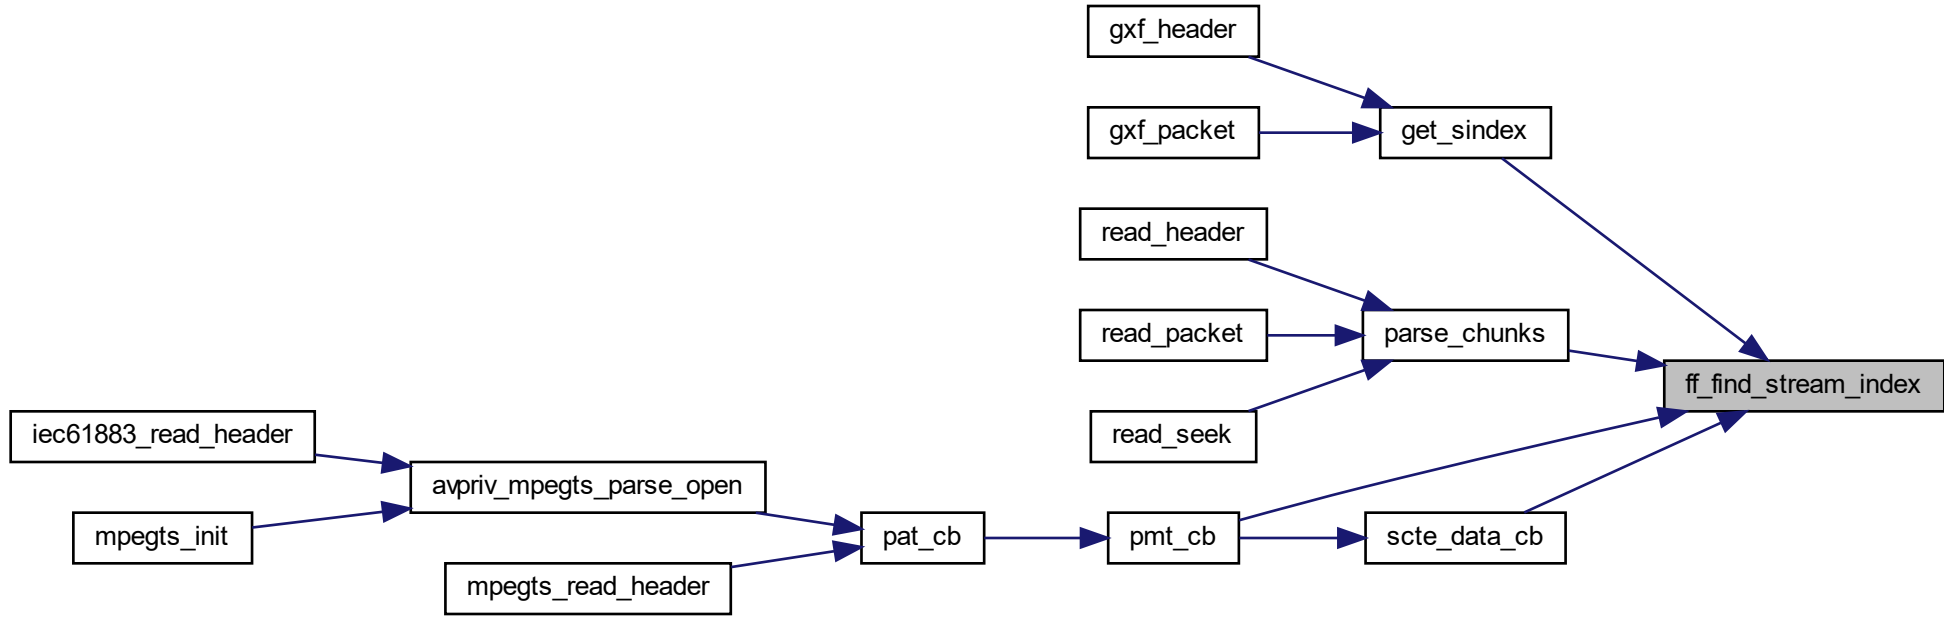 gxf_header
gxf_packet
get_sindex
read_header
read_packet
parse_chunks
ff_find_stream_index
read_seek
iec61883_read_header
avpriv_mpegts_parse_open
mpegts_init
pat_cb
pmt_cb
scte_data_cb
mpegts_read_header